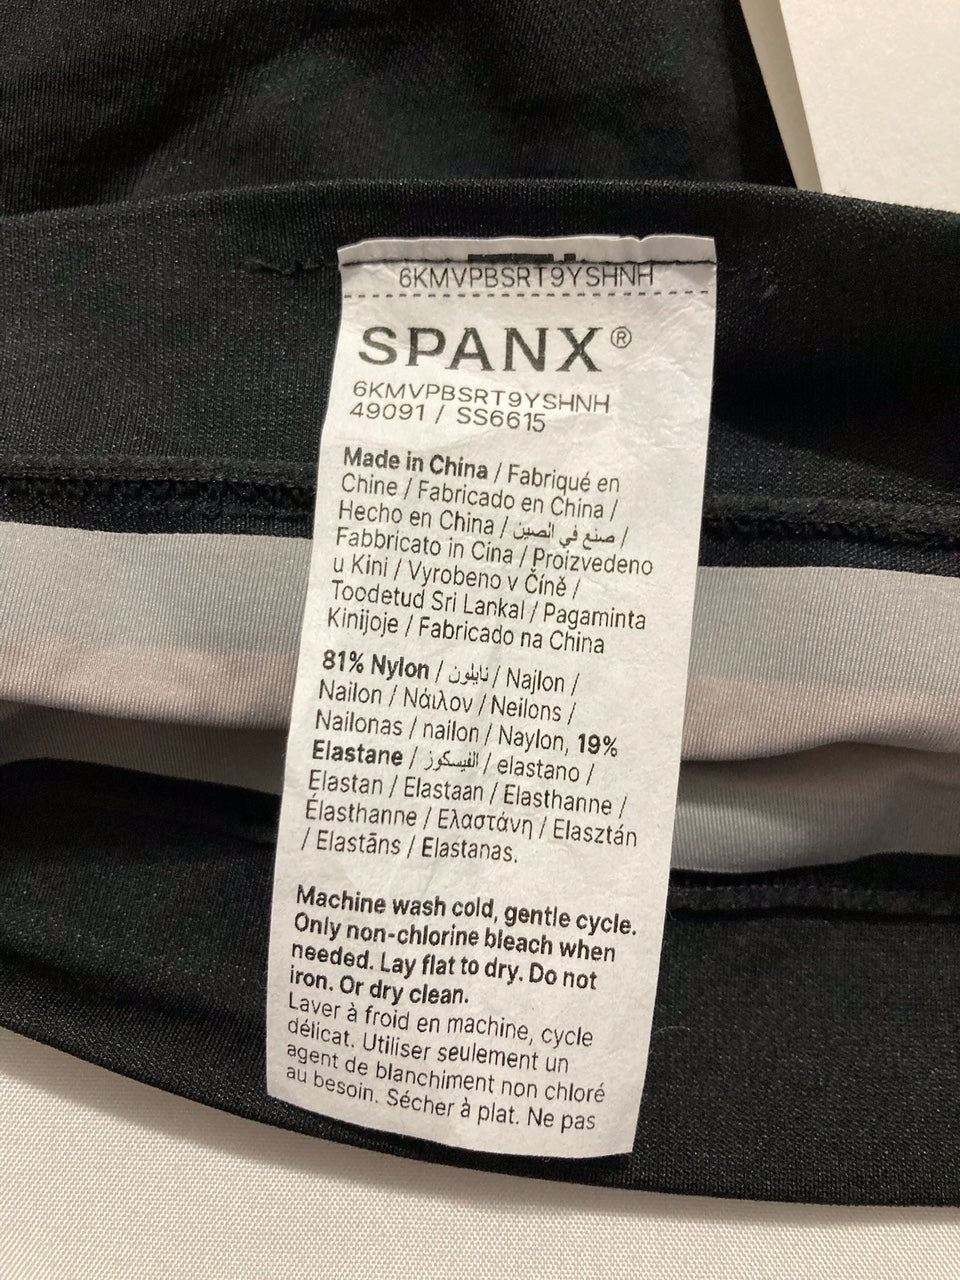 6KMVPBSRT9YSHNH
SPANX®
6KMVPBSRT9YSHNH
49091 / SS6615
Made in China / Fabriqué en
Chine / Fabricado en China /
Hecho en China / صنع في الصين /
Fabbricato in Cina / Proizvedeno
u Kini / Vyrobeno v Číně /
Toodetud Sri Lankal / Pagaminta
Kinijoje / Fabricado na China
81% Nylon / نايلون / Najlon /
Nailon / Νάιλον / Neilons /
Nailonas / nailon / Naylon, 19%
Elastane / الفيسكوز / elastano /
Elastan / Elastaan / Elasthanne /
Élasthanne / Ελαστάνη / Elasztán
/ Elastāns / Elastanas.
Machine wash cold, gentle cycle.
Only non-chlorine bleach when
needed. Lay flat to dry. Do not
iron. Or dry clean.
Laver à froid en machine, cycle
délicat. Utiliser seulement un
agent de blanchiment non chloré
au besoin. Sécher à plat. Ne pas